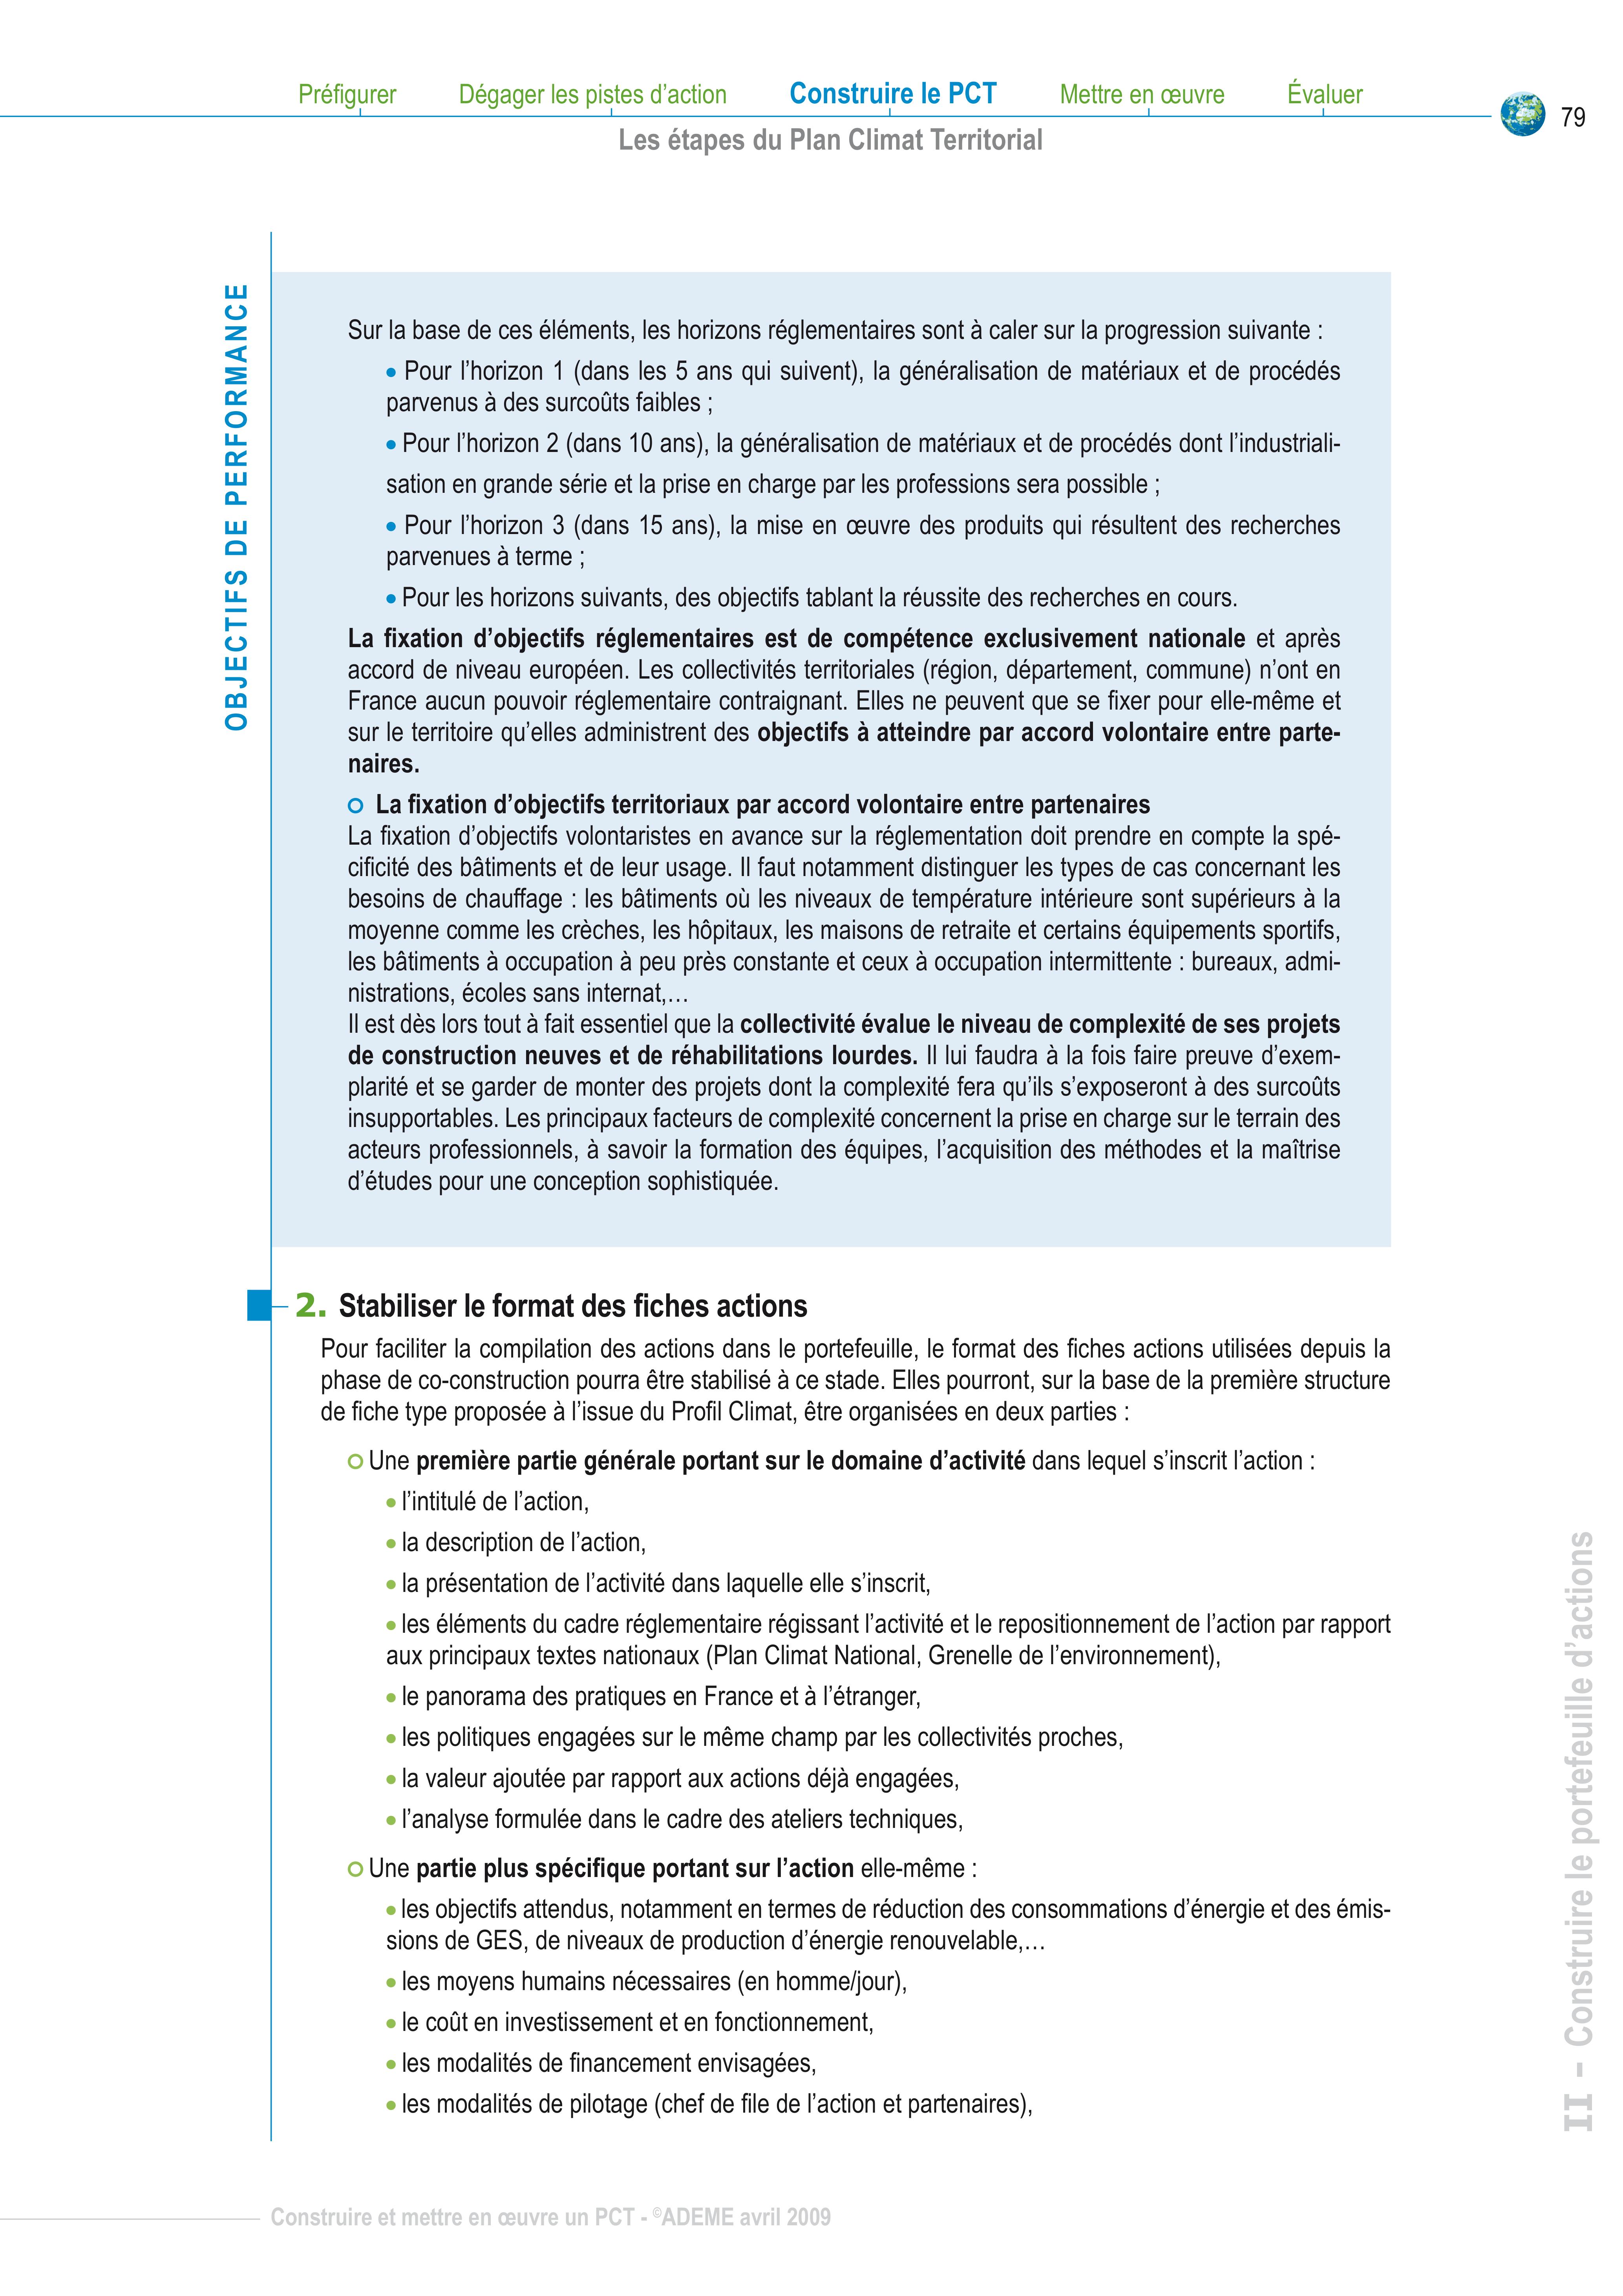 Préfigurer Dégager les pistes d'action Construire le PCT Mettre en œuvre Évaluer
79
Les étapes du Plan Climat Territorial
OBJECTIFS DE PERFORMANCE
Sur la base de ces éléments, les horizons réglementaires sont à caler sur la progression suivante :
• Pour l'horizon 1 (dans les 5 ans qui suivent), la généralisation de matériaux et de procédés
parvenus à des surcoûts faibles ;
• Pour l'horizon 2 (dans 10 ans), la généralisation de matériaux et de procédés dont l'industriali-
sation en grande série et la prise en charge par les professions sera possible ;
• Pour l'horizon 3 (dans 15 ans), la mise en œuvre des produits qui résultent des recherches
parvenues à terme ;
• Pour les horizons suivants, des objectifs tablant la réussite des recherches en cours.
La fixation d'objectifs réglementaires est de compétence exclusivement nationale et après
accord de niveau européen. Les collectivités territoriales (région, département, commune) n'ont en
France aucun pouvoir réglementaire contraignant. Elles ne peuvent que se fixer pour elle-même et
sur le territoire qu'elles administrent des objectifs à atteindre par accord volontaire entre parte-
naires.
○ La fixation d'objectifs territoriaux par accord volontaire entre partenaires
La fixation d'objectifs volontaristes en avance sur la réglementation doit prendre en compte la spé-
cificité des bâtiments et de leur usage. Il faut notamment distinguer les types de cas concernant les
besoins de chauffage : les bâtiments où les niveaux de température intérieure sont supérieurs à la
moyenne comme les crèches, les hôpitaux, les maisons de retraite et certains équipements sportifs,
les bâtiments à occupation à peu près constante et ceux à occupation intermittente : bureaux, admi-
nistrations, écoles sans internat,…
Il est dès lors tout à fait essentiel que la collectivité évalue le niveau de complexité de ses projets
de construction neuves et de réhabilitations lourdes. Il lui faudra à la fois faire preuve d'exem-
plarité et se garder de monter des projets dont la complexité fera qu'ils s'exposeront à des surcoûts
insupportables. Les principaux facteurs de complexité concernent la prise en charge sur le terrain des
acteurs professionnels, à savoir la formation des équipes, l'acquisition des méthodes et la maîtrise
d'études pour une conception sophistiquée.
2. Stabiliser le format des fiches actions
Pour faciliter la compilation des actions dans le portefeuille, le format des fiches actions utilisées depuis la
phase de co-construction pourra être stabilisé à ce stade. Elles pourront, sur la base de la première structure
de fiche type proposée à l'issue du Profil Climat, être organisées en deux parties :
○ Une première partie générale portant sur le domaine d'activité dans lequel s'inscrit l'action :
• l'intitulé de l'action,
• la description de l'action,
• la présentation de l'activité dans laquelle elle s'inscrit,
• les éléments du cadre réglementaire régissant l'activité et le repositionnement de l'action par rapport
aux principaux textes nationaux (Plan Climat National, Grenelle de l'environnement),
• le panorama des pratiques en France et à l'étranger,
• les politiques engagées sur le même champ par les collectivités proches,
• la valeur ajoutée par rapport aux actions déjà engagées,
• l'analyse formulée dans le cadre des ateliers techniques,
○ Une partie plus spécifique portant sur l'action elle-même :
• les objectifs attendus, notamment en termes de réduction des consommations d'énergie et des émis-
sions de GES, de niveaux de production d'énergie renouvelable,…
• les moyens humains nécessaires (en homme/jour),
• le coût en investissement et en fonctionnement,
• les modalités de financement envisagées,
• les modalités de pilotage (chef de file de l'action et partenaires),
II - Construire le portefeuille d'actions
Construire et mettre en œuvre un PCT - ©ADEME avril 2009